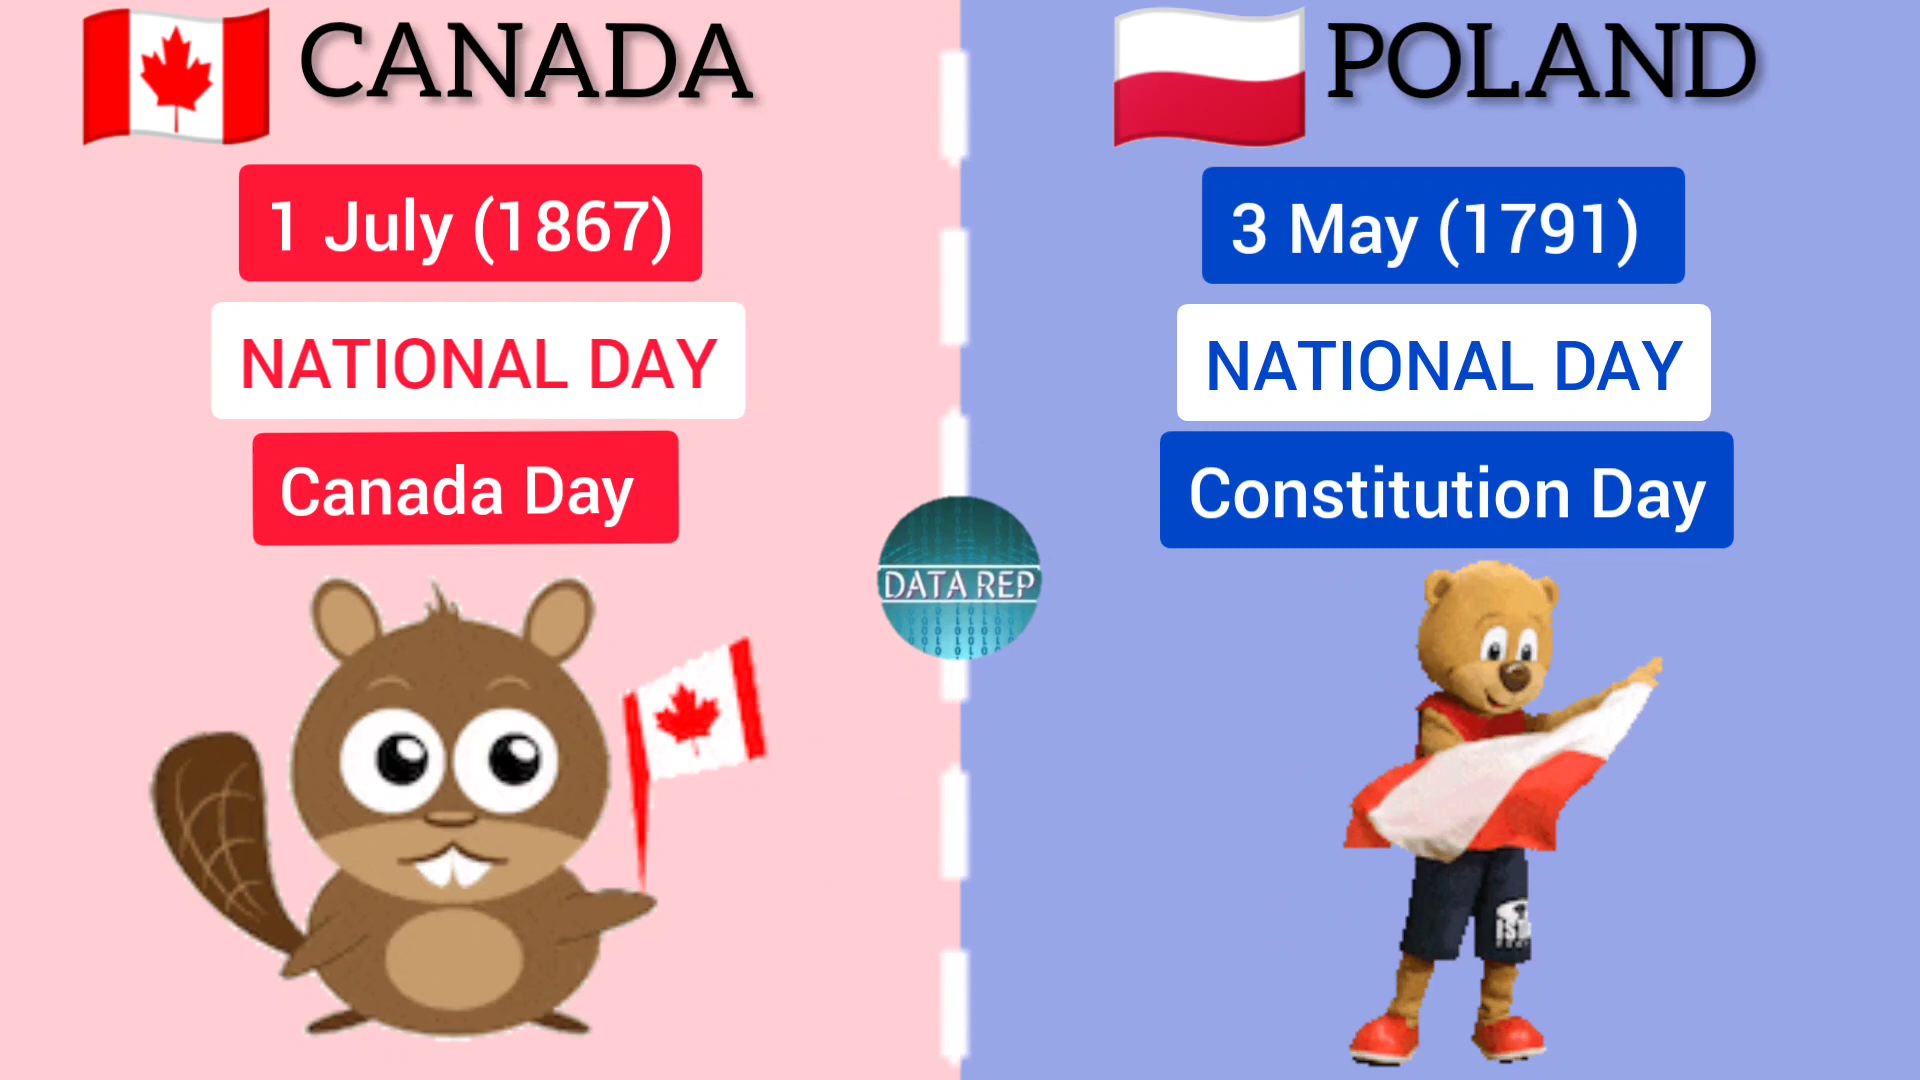 CANADA
1 July (1867)
NATIONAL DAY
Canada Day
DATA REP
POLAND
3 May (1791)
NATIONAL DAY
Constitution Day